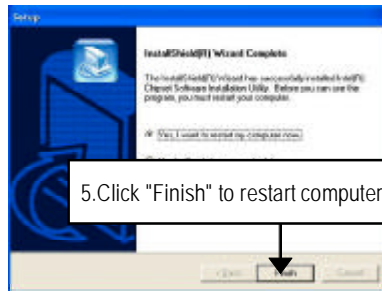 Setup
InstallShield(R) Wizard Complete
The InstallShield(R) Wizard has successfully installed Intel(R)
Chipset Software Installation Utility. Before you can use the
program, you must restart your computer.
Yes, I want to restart my computer now.
5.Click "Finish" to restart computer
< Back
Finish
Cancel